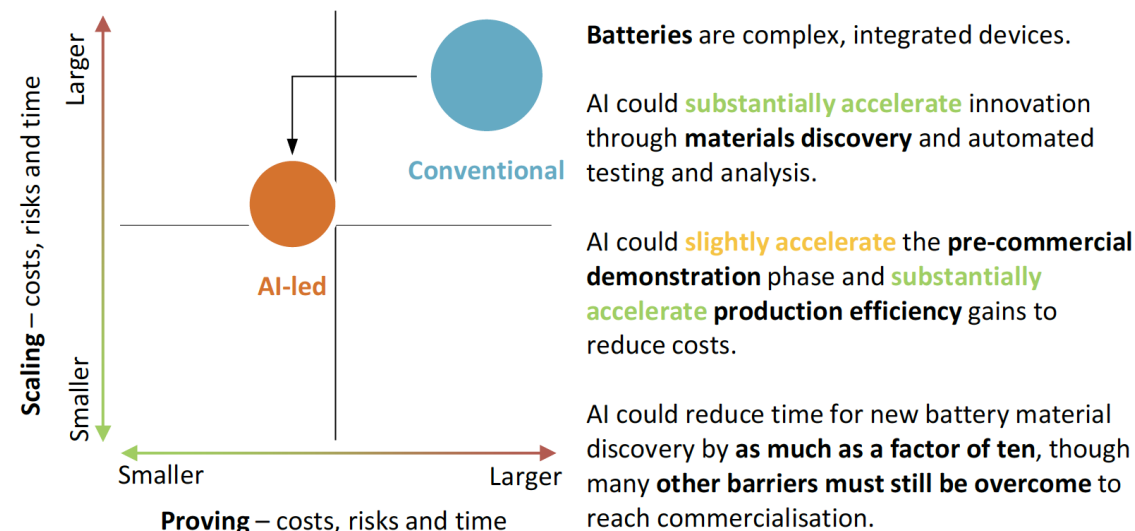 Scaling – costs, risks and time
Larger
Smaller
Conventional
AI-led
Smaller
Larger
Proving – costs, risks and time
Batteries are complex, integrated devices.
AI could substantially accelerate innovation
through materials discovery and automated
testing and analysis.
AI could slightly accelerate the pre-commercial
demonstration phase and substantially
accelerate production efficiency gains to
reduce costs.
AI could reduce time for new battery material
discovery by as much as a factor of ten, though
many other barriers must still be overcome to
reach commercialisation.